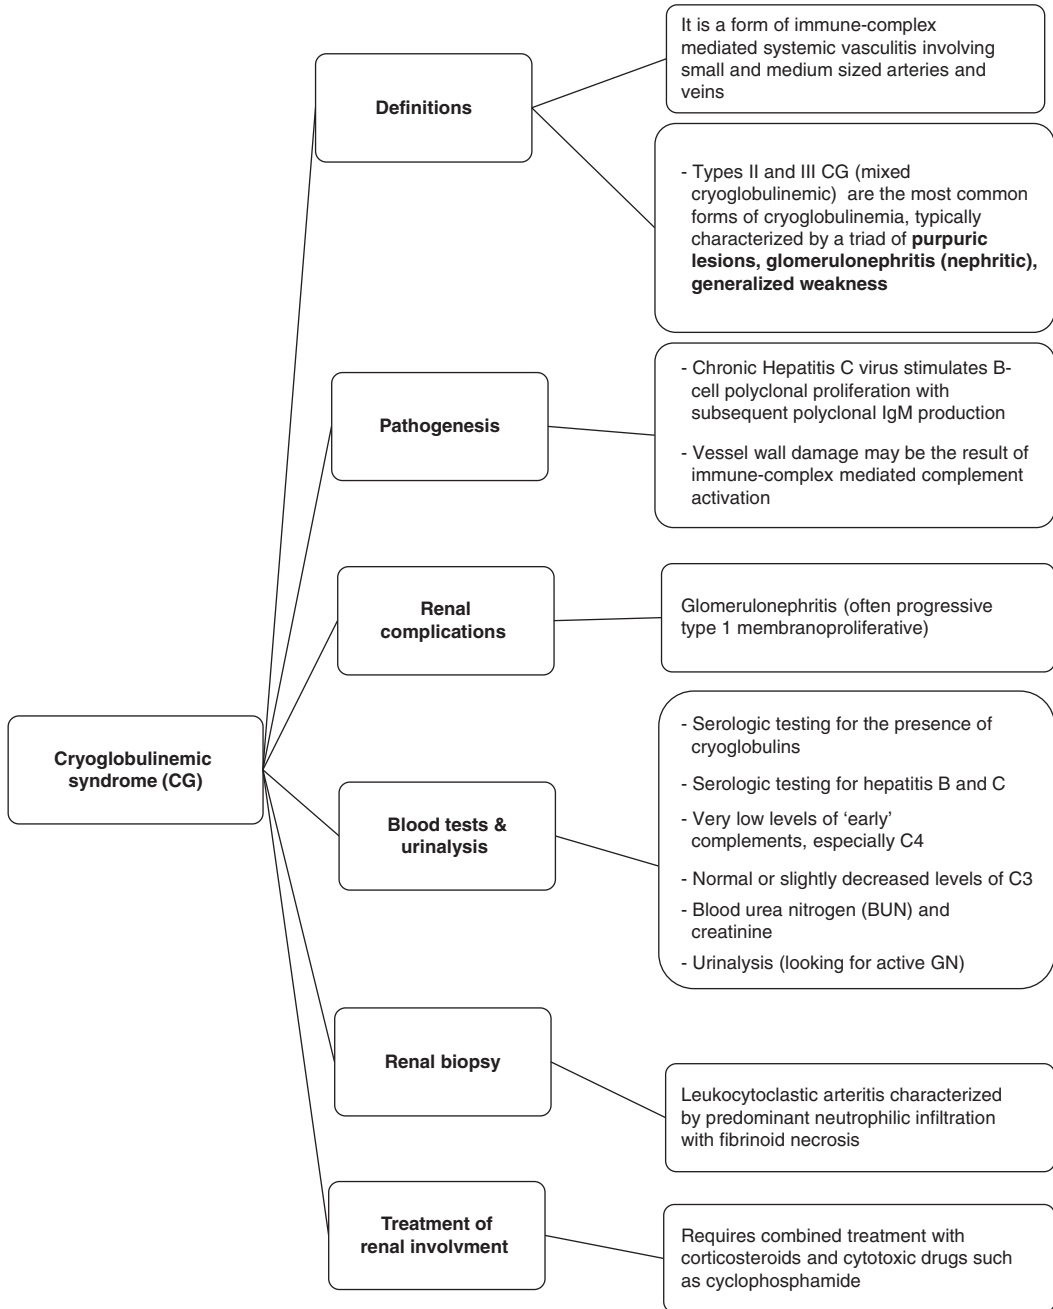 Cryoglobulinemic
syndrome (CG)
Definitions
It is a form of immune-complex
mediated systemic vasculitis involving
small and medium sized arteries and
veins
- Types II and III CG (mixed
cryoglobulinemic) are the most common
forms of cryoglobulinemia, typically
characterized by a triad of purpuric
lesions, glomerulonephritis (nephritic),
generalized weakness
Pathogenesis
- Chronic Hepatitis C virus stimulates B-
cell polyclonal proliferation with
subsequent polyclonal IgM production
- Vessel wall damage may be the result of
immune-complex mediated complement
activation
Renal
complications
Glomerulonephritis (often progressive
type 1 membranoproliferative)
Blood tests &
urinalysis
- Serologic testing for the presence of
cryoglobulins
- Serologic testing for hepatitis B and C
- Very low levels of ‘early’
complements, especially C4
- Normal or slightly decreased levels of C3
- Blood urea nitrogen (BUN) and
creatinine
- Urinalysis (looking for active GN)
Renal biopsy
Leukocytoclastic arteritis characterized
by predominant neutrophilic infiltration
with fibrinoid necrosis
Treatment of
renal involvment
Requires combined treatment with
corticosteroids and cytotoxic drugs such
as cyclophosphamide